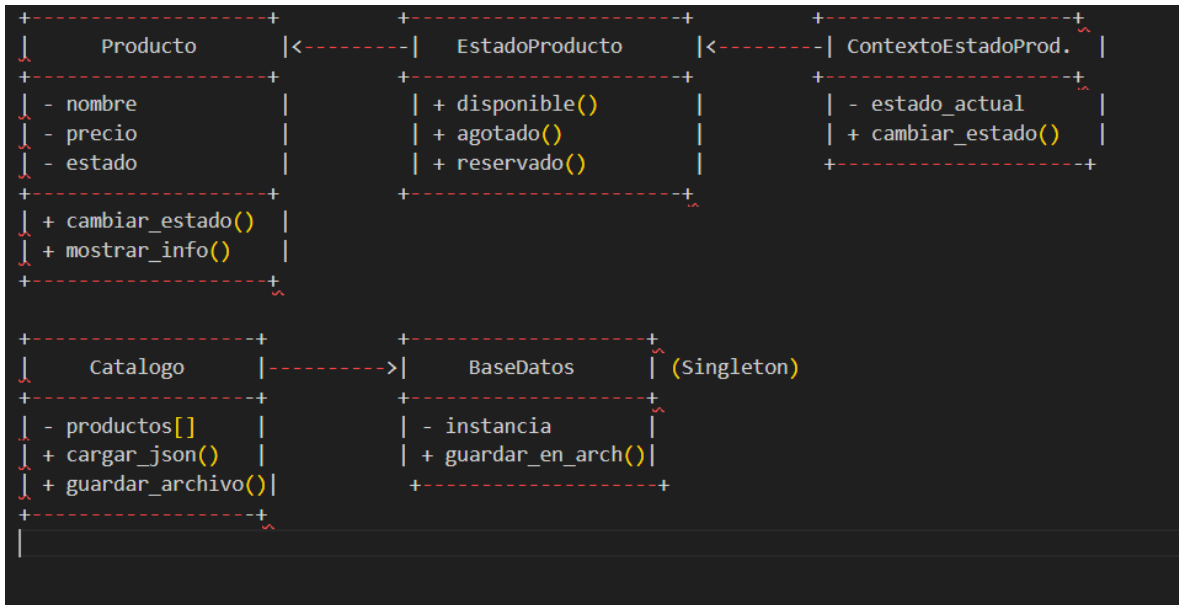 +---------------------+          +-----------------------+          +---------------------+
|      Producto       |<---------|   EstadoProducto      |<---------| ContextoEstadoProd.  |
+---------------------+          +-----------------------+          +---------------------+
| - nombre            |          | + disponible()        |          | - estado_actual      |
| - precio            |          | + agotado()           |          | + cambiar_estado()   |
| - estado            |          | + reservado()         |          +----------------------+
+---------------------+          +-----------------------+
| + cambiar_estado()  |
| + mostrar_info()    |
+---------------------+

+--------------------+           +--------------------+
|     Catalogo       |---------->|     BaseDatos      | (Singleton)
+--------------------+           +--------------------+
| - productos[]     |            | - instancia        |
| + cargar_json()   |            | + guardar_en_arch()|
| + guardar_archivo()|            +--------------------+
+--------------------+